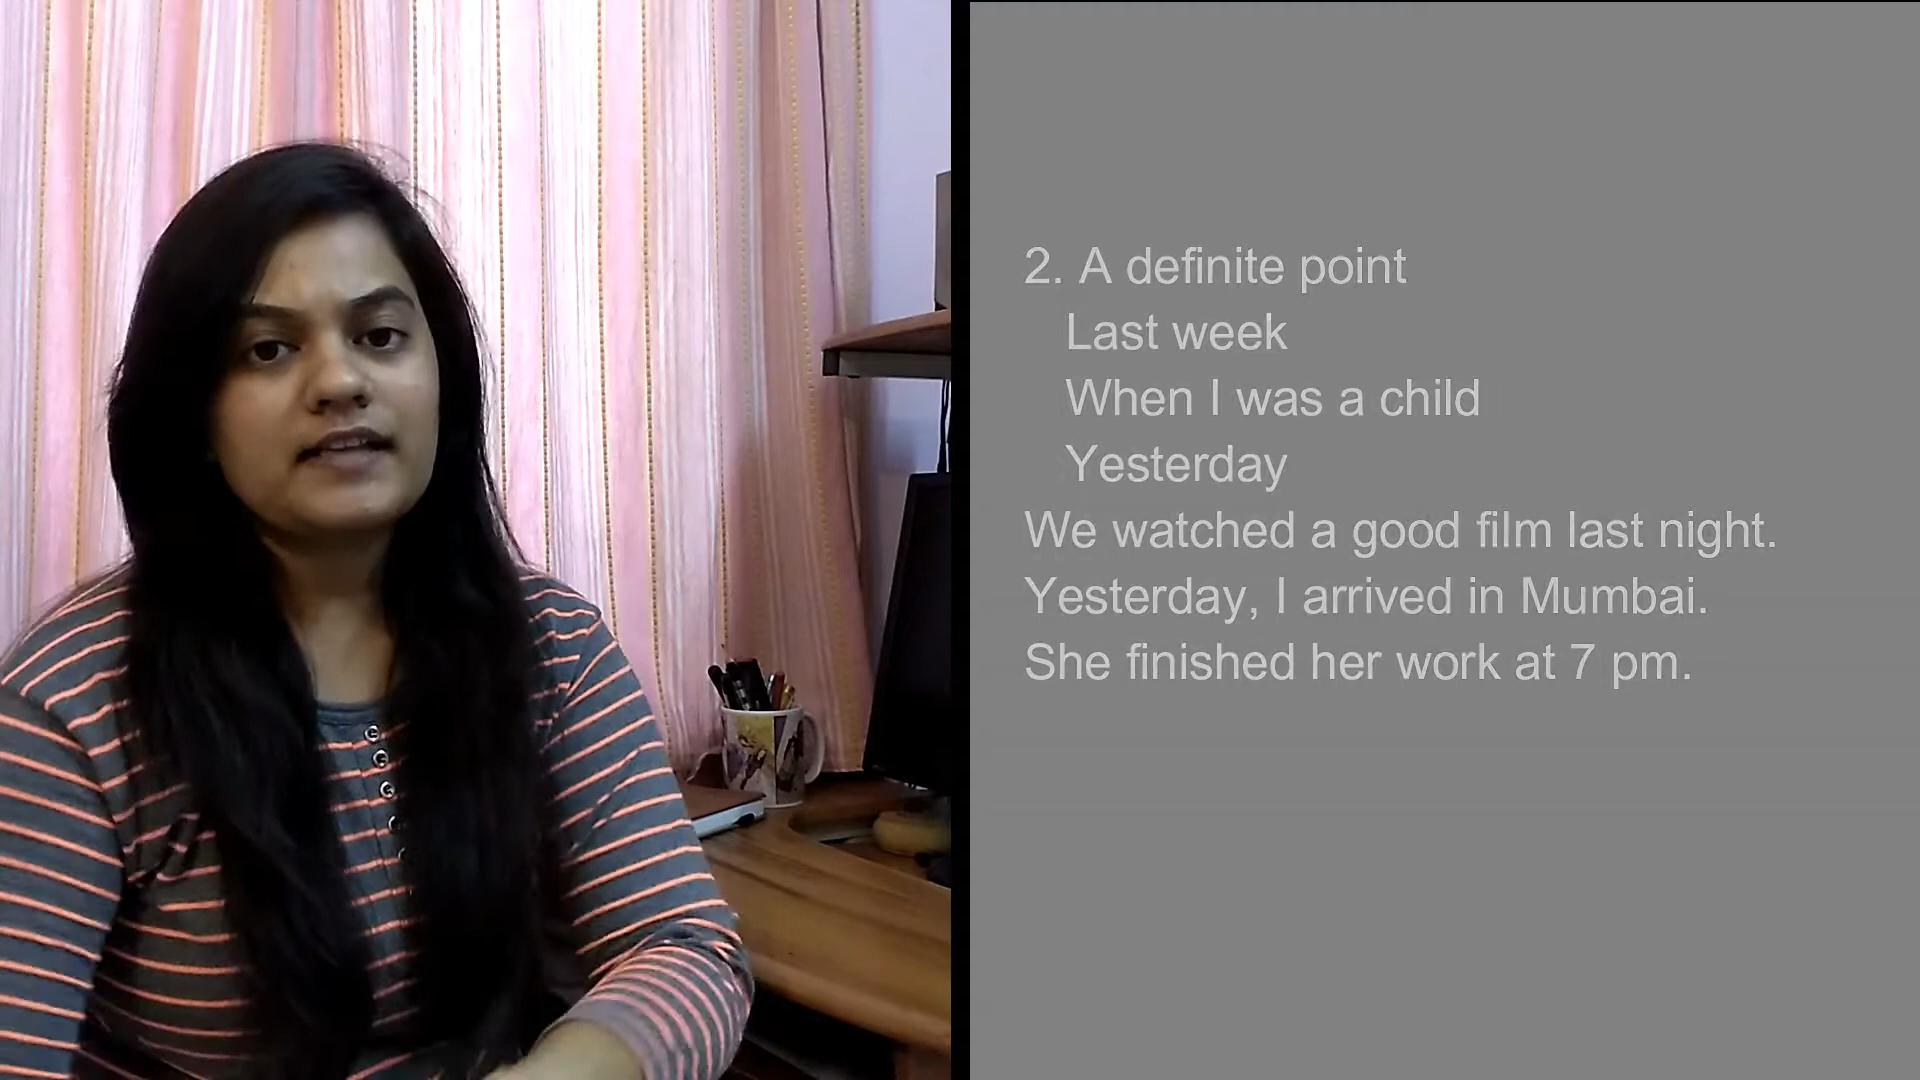 2. A definite point
Last week
When I was a child
Yesterday
We watched a good film last night.
Yesterday, I arrived in Mumbai.
She finished her work at 7 pm.